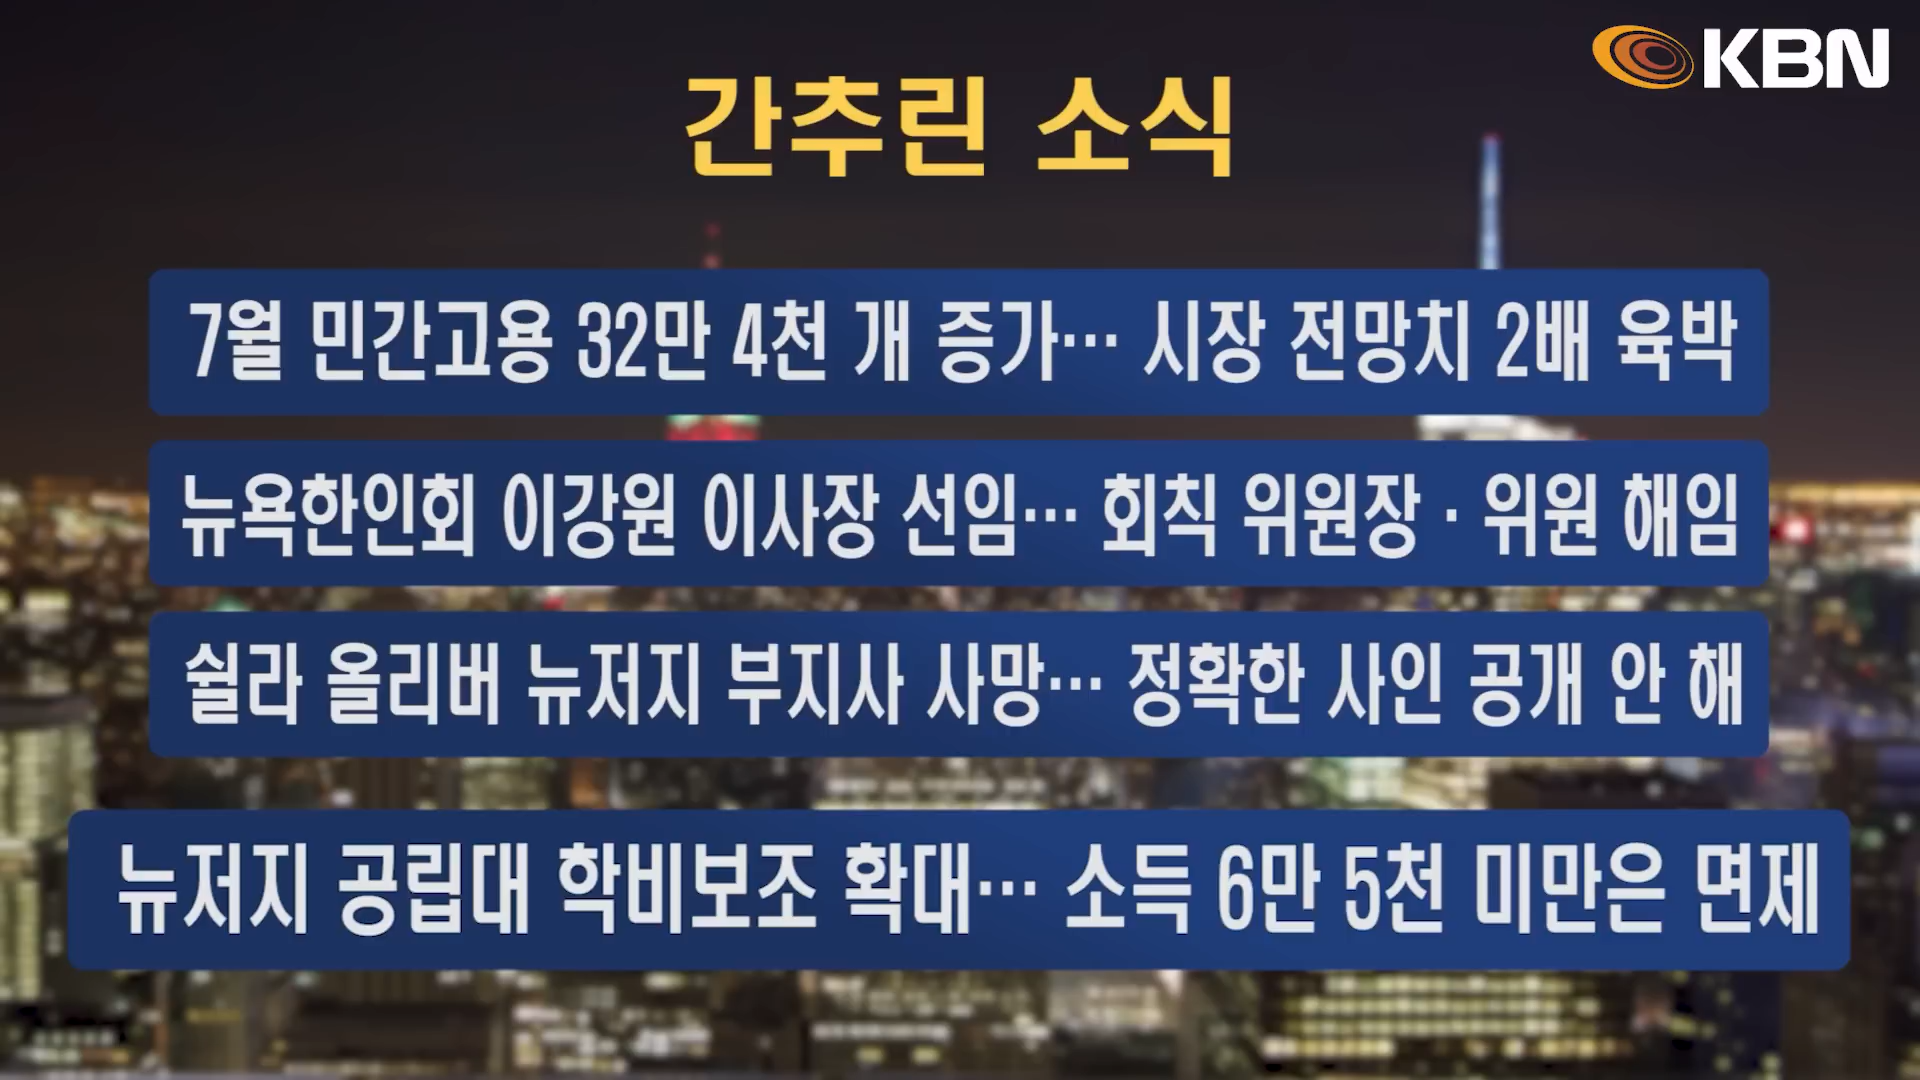 KBN
간추린 소식
7월 민간고용 32만 4천 개 증가… 시장 전망치 2배 육박
뉴욕한인회 이강원 이사장 선임… 회칙 위원장·위원 해임
쉴라 올리버 뉴저지 부지사 사망… 정확한 사인 공개 안 해
뉴저지 공립대 학비보조 확대… 소득 6만 5천 미만은 면제